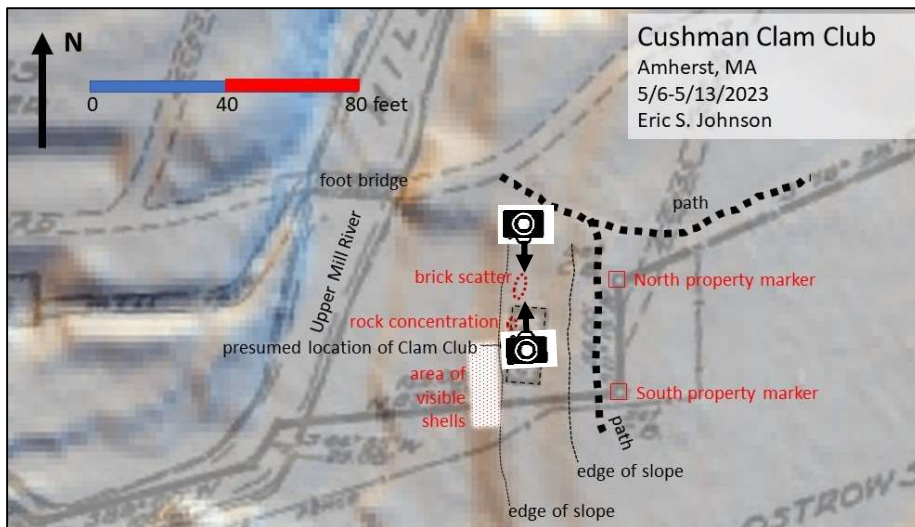 Cushman Clam Club
Amherst, MA
5/6-5/13/2023
Eric S. Johnson
N
0 40 80 feet
foot bridge
path
Upper Mill River
brick scatter
North property marker
rock concentration
presumed location of Clam Club
area of
visible
shells
South property marker
path
edge of slope
edge of slope